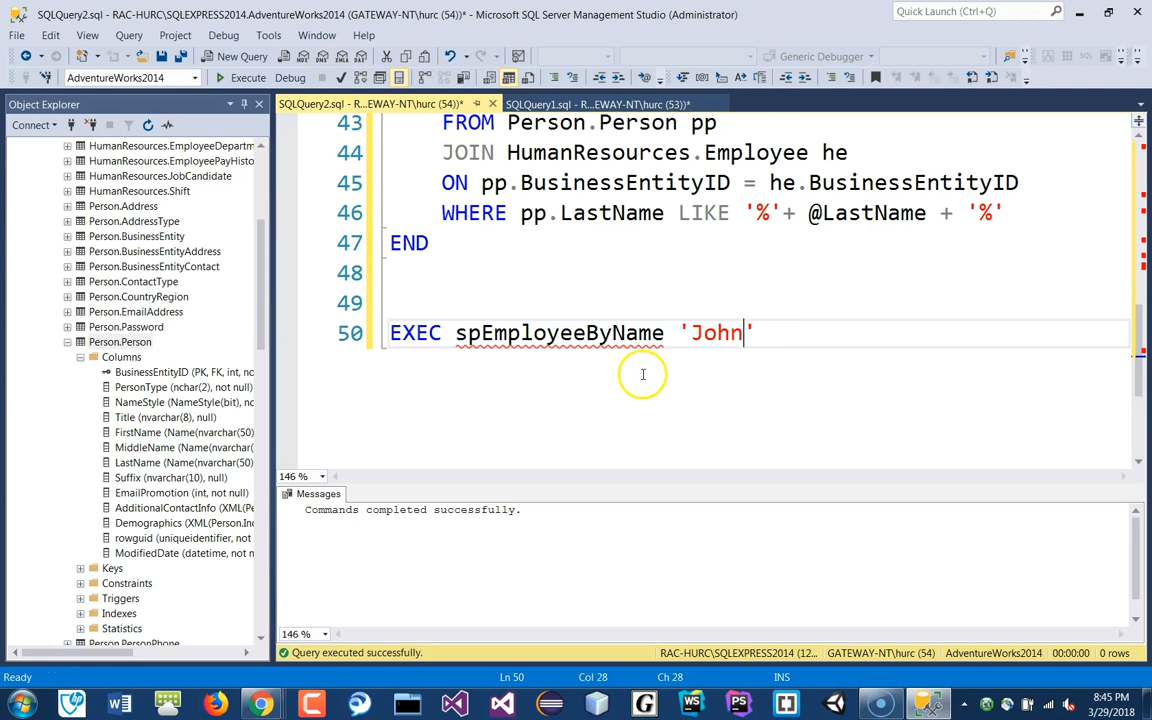 SQLQuery2.sql - RAC-HURC\SQLEXPRESS2014.AdventureWorks2014 (GATEWAY-NT\hurc (54))* - Microsoft SQL Server Management Studio (Administrator)
Quick Launch (Ctrl+Q)
File Edit View Query Project Debug Tools Window Help
New Query
Generic Debugger
AdventureWorks2014
Execute Debug
Object Explorer
SQLQuery2.sql - R...EWAY-NT\hurc (54))*
SQLQuery1.sql - R...EWAY-NT\hurc (53))*
Connect
HumanResources.EmployeeDepartm
HumanResources.EmployeePayHisto
HumanResources.JobCandidate
HumanResources.Shift
Person.Address
Person.AddressType
Person.BusinessEntity
Person.BusinessEntityAddress
Person.BusinessEntityContact
Person.ContactType
Person.CountryRegion
Person.EmailAddress
Person.Password
Person.Person
Columns
BusinessEntityID (PK, FK, int, no
PersonType (nchar(2), not null)
NameStyle (NameStyle(bit), no
Title (nvarchar(8), null)
FirstName (Name(nvarchar(50)
MiddleName (Name(nvarchar(5
LastName (Name(nvarchar(50)
Suffix (nvarchar(10), null)
EmailPromotion (int, not null)
AdditionalContactInfo (XML(P
Demographics (XML(Person.In
rowguid (uniqueidentifier, not
ModifiedDate (datetime, not n
Keys
Constraints
Triggers
Indexes
Statistics
Person.PersonPhone
43 FROM Person.Person pp
44 JOIN HumanResources.Employee he
45 ON pp.BusinessEntityID = he.BusinessEntityID
46 WHERE pp.LastName LIKE '%'+ @LastName + '%'
47 END
48
49
50 EXEC spEmployeeByName 'John'
146 %
Messages
Commands completed successfully.
146 %
Query executed successfully.
RAC-HURC\SQLEXPRESS2014 (12... GATEWAY-NT\hurc (54) AdventureWorks2014 00:00:00 0 rows
Ready Ln 50 Col 28 Ch 28 INS
8:45 PM
3/29/2018